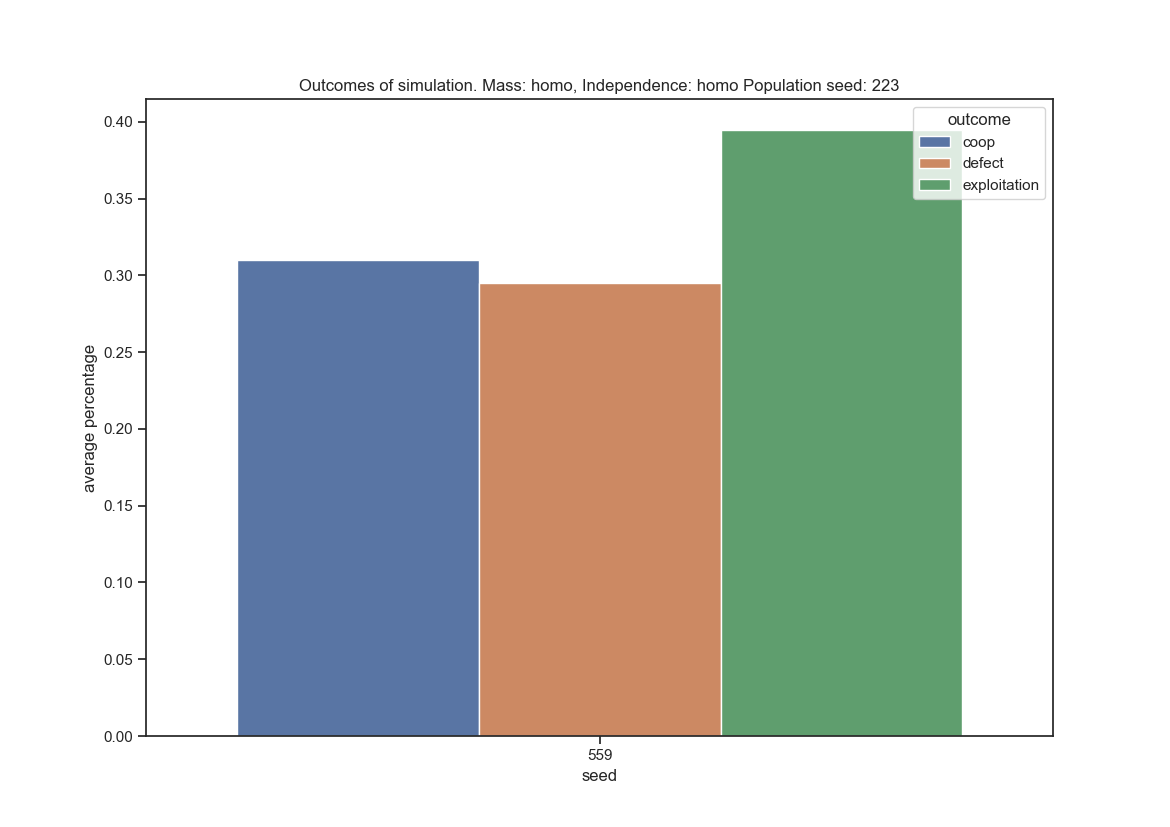 Outcomes of simulation. Mass: homo, Independence: homo Population seed: 223
outcome
coop
defect
exploitation
0.40
0.35
0.30
0.25
0.20
0.15
0.10
0.05
0.00
average percentage
559
seed